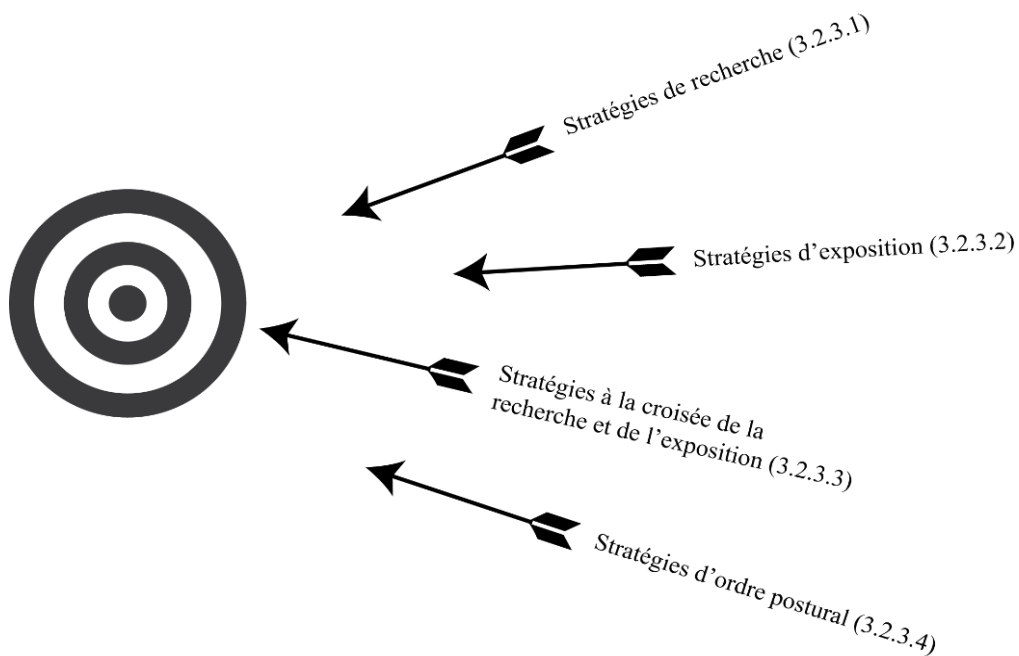 Stratégies de recherche (3.2.3.1)
Stratégies d’exposition (3.2.3.2)
Stratégies à la croisée de la
recherche et de l’exposition (3.2.3.3)
Stratégies d’ordre postural (3.2.3.4)